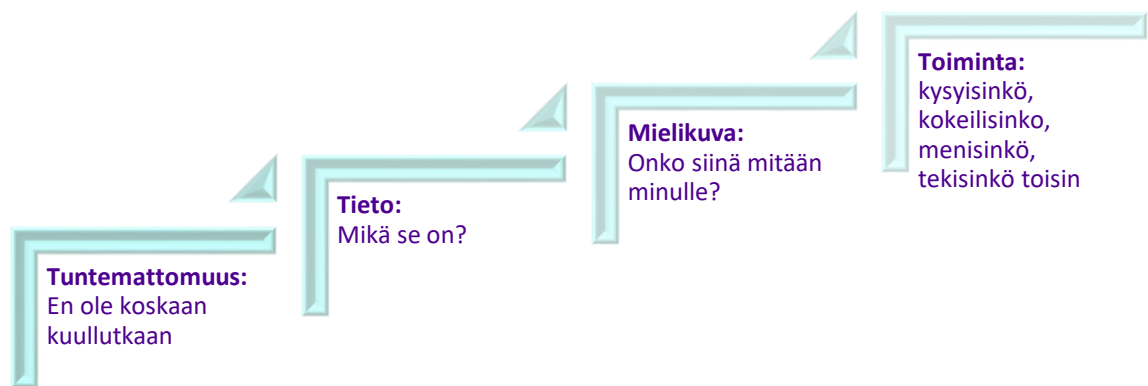 Tuntemattomuus:
En ole koskaan
kuullutkaan
Tieto:
Mikä se on?
Mielikuva:
Onko siinä mitään
minulle?
Toiminta:
kysyisinkö,
kokeilisinko,
menisinkö,
tekisinkö toisin